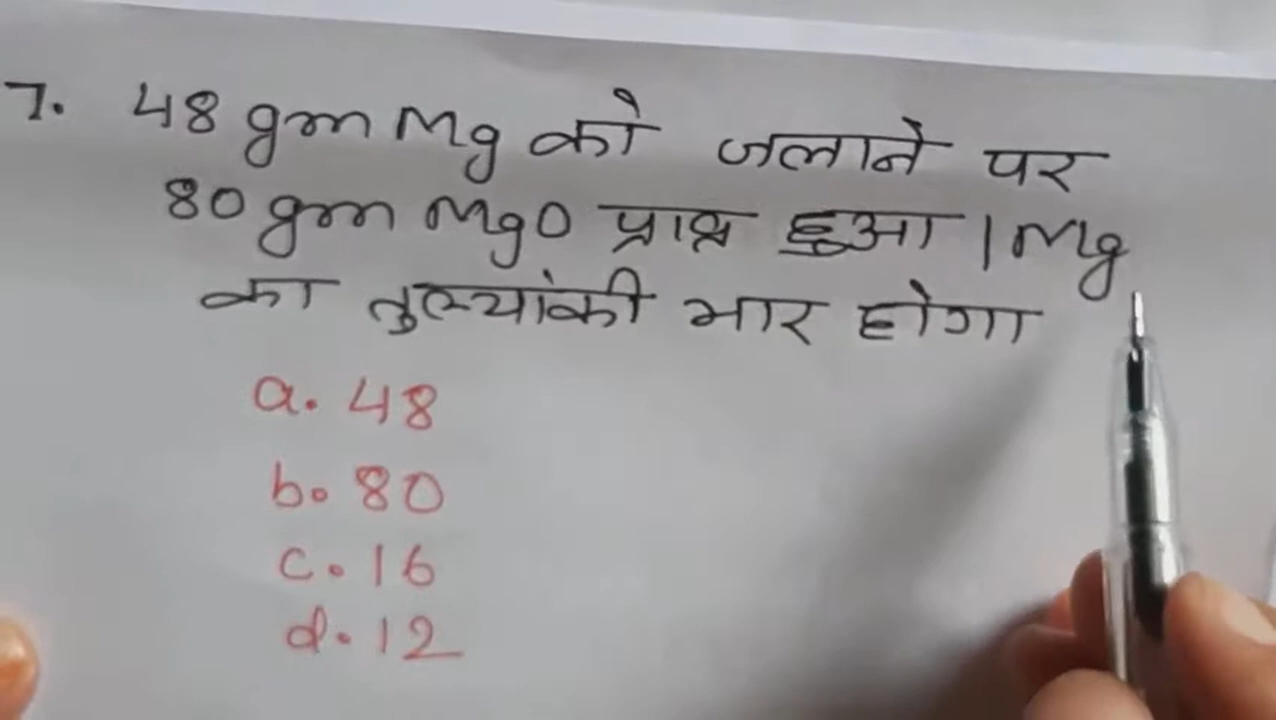 7. 48 gm Mg को जलाने पर
80 gm MgO प्राप्त हुआ। Mg
का तुल्यांकी भार होगा
a. 48
b. 80
c. 16
d. 12